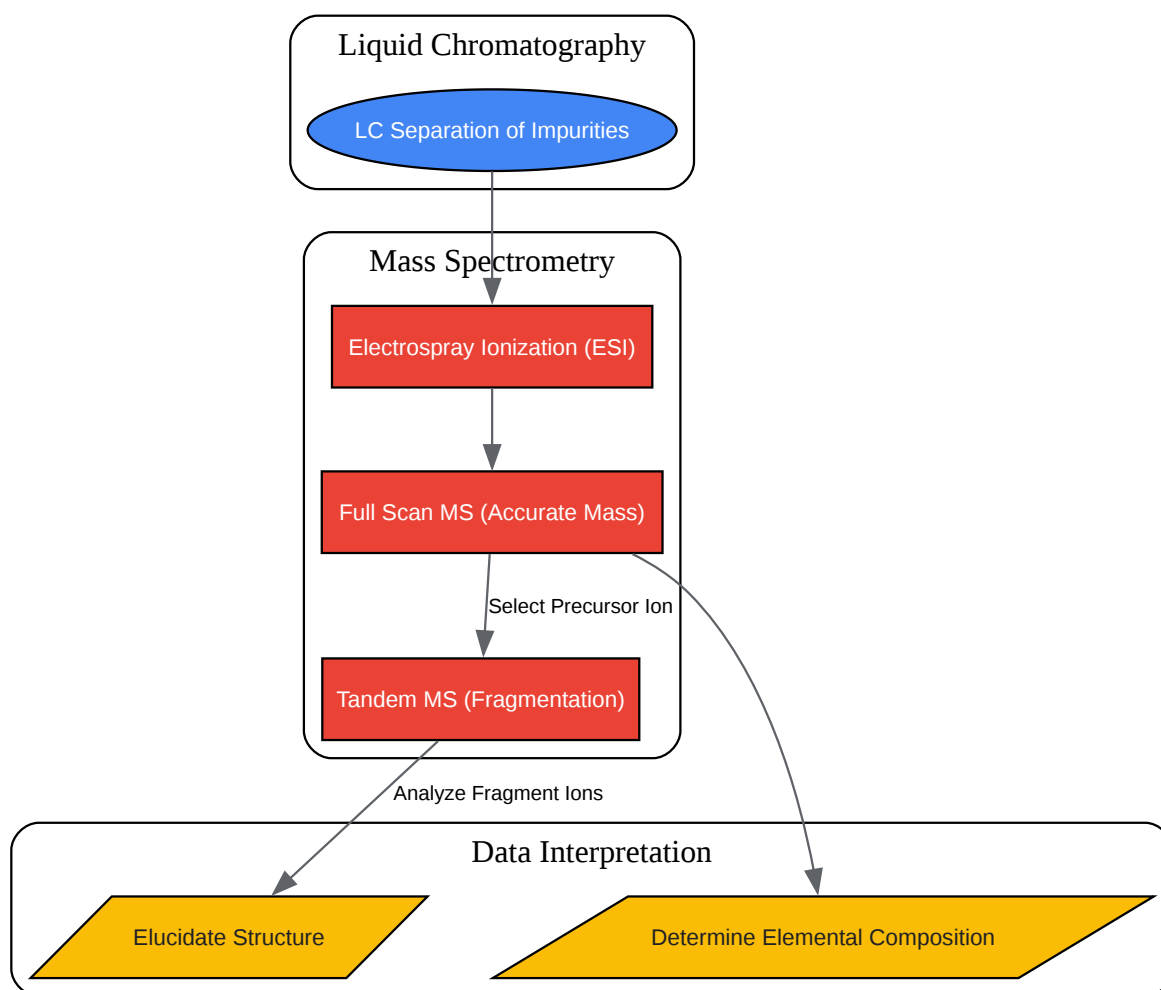 Liquid Chromatography
LC Separation of Impurities
Mass Spectrometry
Electrospray Ionization (ESI)
Full Scan MS (Accurate Mass)
Select Precursor Ion
Tandem MS (Fragmentation)
Analyze Fragment Ions
Data Interpretation
Elucidate Structure
Determine Elemental Composition